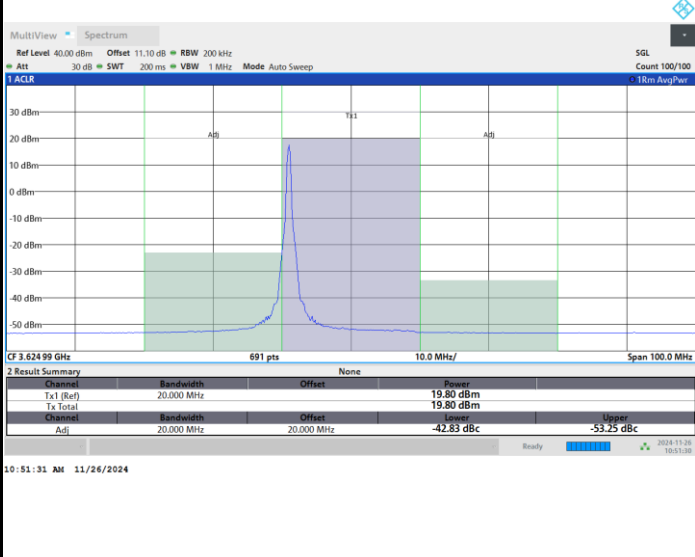 MultiView Spectrum
Ref Level 40.00 dBm Offset 11.10 dB RBW 200 kHz SGL
Att 30 dB SWT 200 ms VBW 1 MHz Mode Auto Sweep Count 100/100
1 ACLR 1Rm AvgPwr
Tx1
30 dBm
Adj Adj
20 dBm
10 dBm
0 dBm
-10 dBm
-20 dBm
-30 dBm
-40 dBm
-50 dBm
CF 3.624 99 GHz 691 pts 10.0 MHz/ Span 100.0 MHz
2 Result Summary None
Channel Bandwidth Offset Power
Tx1 (Ref) 20.000 MHz 19.80 dBm
Tx Total 19.80 dBm
Channel Bandwidth Offset Lower Upper
Adj 20.000 MHz 20.000 MHz -42.83 dBc -53.25 dBc
Ready 2024-11-26
10:51:30
10:51:31 AM 11/26/2024